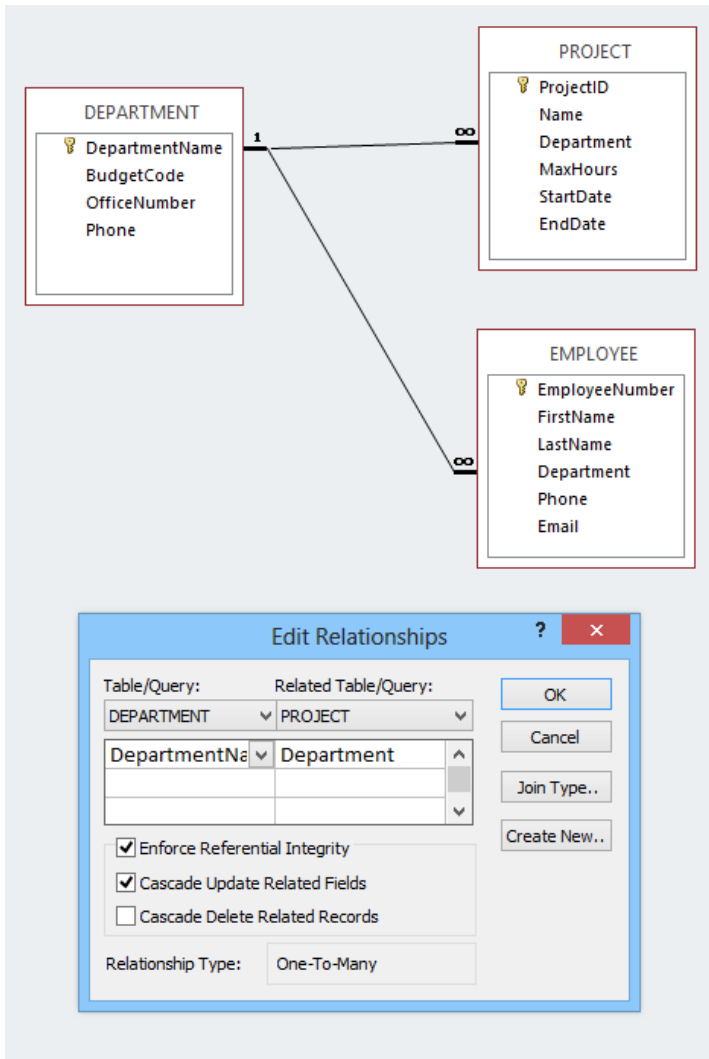 PROJECT
ProjectID
Name
Department
MaxHours
StartDate
EndDate
DEPARTMENT
DepartmentName
BudgetCode
OfficeNumber
Phone
1
∞
EMPLOYEE
EmployeeNumber
FirstName
LastName
Department
Phone
Email
∞
Edit Relationships ? ×
Table/Query: Related Table/Query:
DEPARTMENT PROJECT
DepartmentNa Department
Enforce Referential Integrity
Cascade Update Related Fields
Cascade Delete Related Records
Relationship Type: One-To-Many
OK
Cancel
Join Type..
Create New..